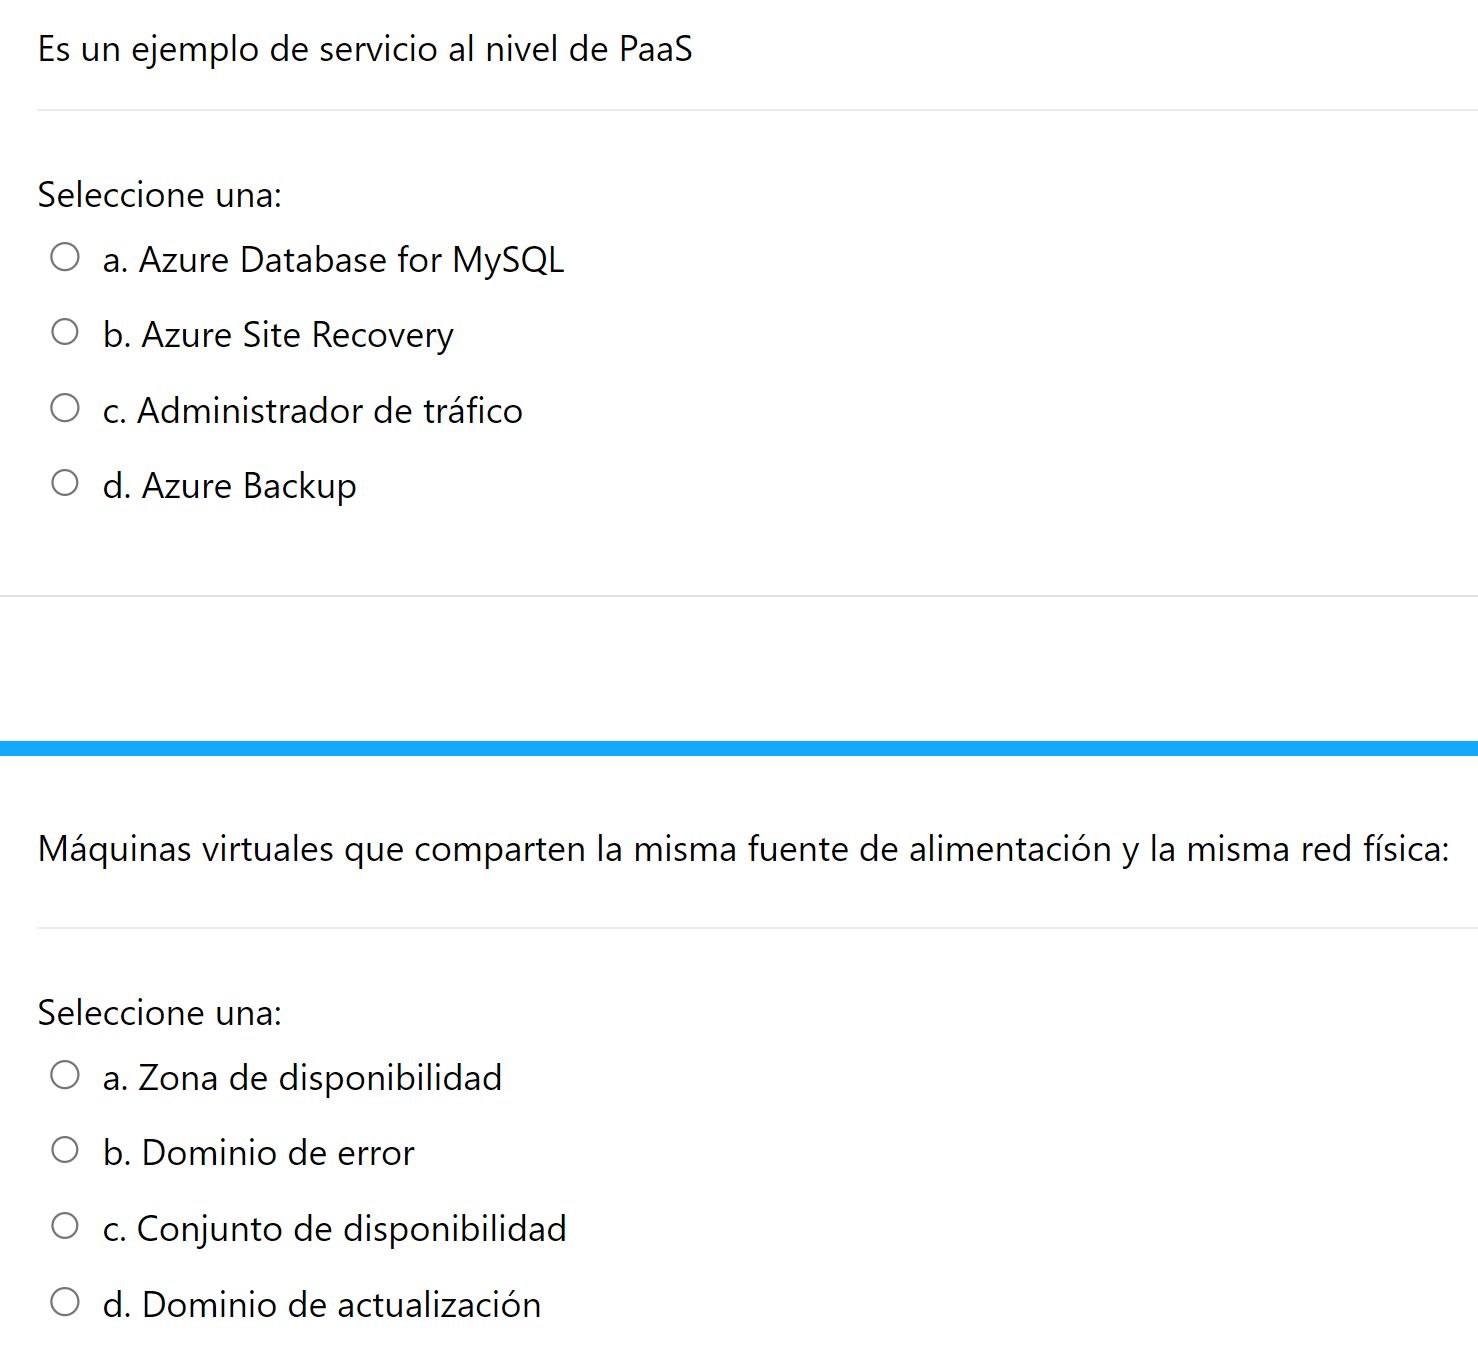 Es un ejemplo de servicio al nivel de PaaS
Seleccione una:
a. Azure Database for MySQL
b. Azure Site Recovery
c. Administrador de tráfico
d. Azure Backup
Máquinas virtuales que comparten la misma fuente de alimentación y la misma red física:
Seleccione una:
a. Zona de disponibilidad
b. Dominio de error
c. Conjunto de disponibilidad
d. Dominio de actualización